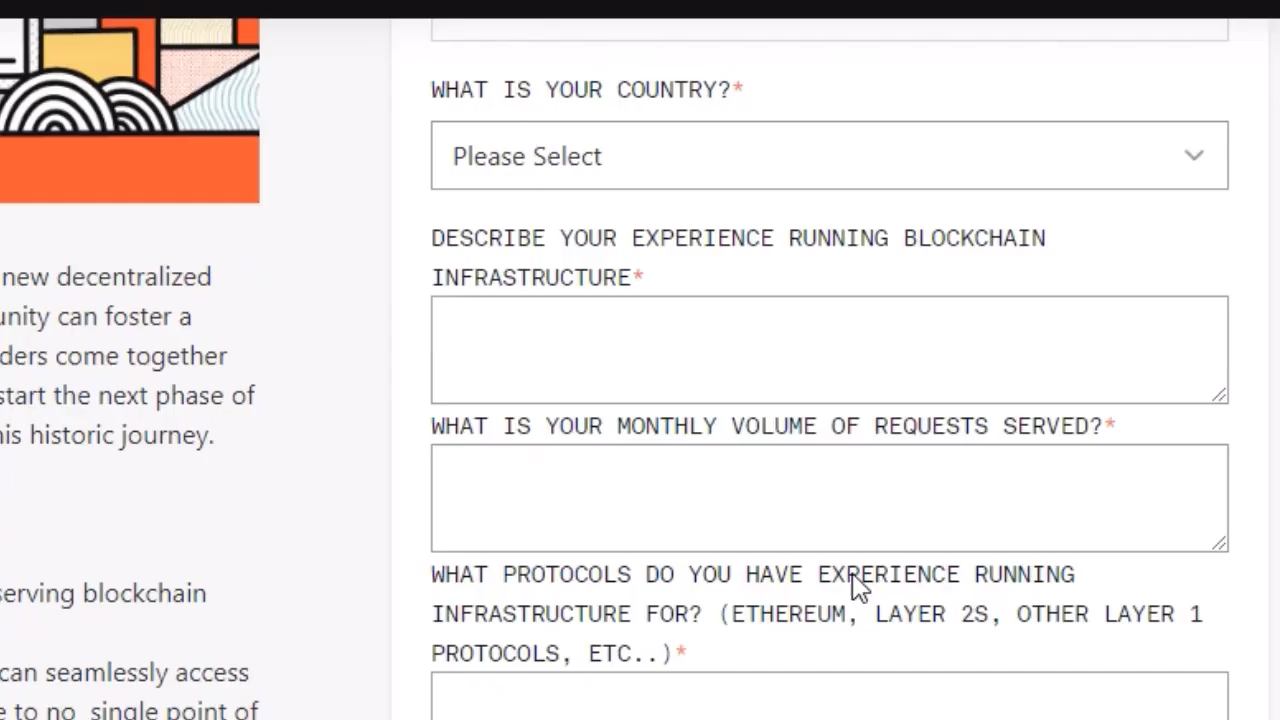 WHAT IS YOUR COUNTRY?*
Please Select
DESCRIBE YOUR EXPERIENCE RUNNING BLOCKCHAIN
INFRASTRUCTURE*
WHAT IS YOUR MONTHLY VOLUME OF REQUESTS SERVED?*
WHAT PROTOCOLS DO YOU HAVE EXPERIENCE RUNNING
INFRASTRUCTURE FOR? (ETHEREUM, LAYER 2S, OTHER LAYER 1
PROTOCOLS, ETC..)*
new decentralized
can foster a
come together
start the next phase of
historic journey.
serving blockchain
can seamlessly access
to no single point of